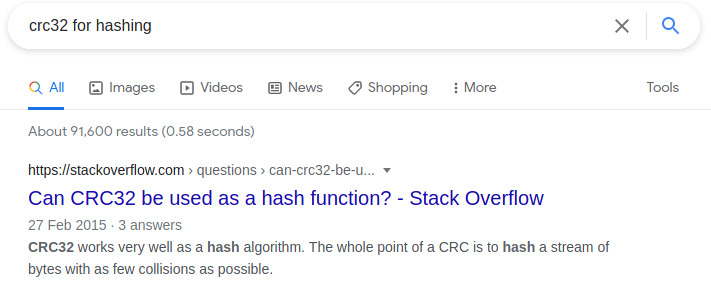 crc32 for hashing
All Images Videos News Shopping More Tools
About 91,600 results (0.58 seconds)
https://stackoverflow.com › questions › can-crc32-be-u...
Can CRC32 be used as a hash function? - Stack Overflow
27 Feb 2015 · 3 answers
CRC32 works very well as a hash algorithm. The whole point of a CRC is to hash a stream of
bytes with as few collisions as possible.